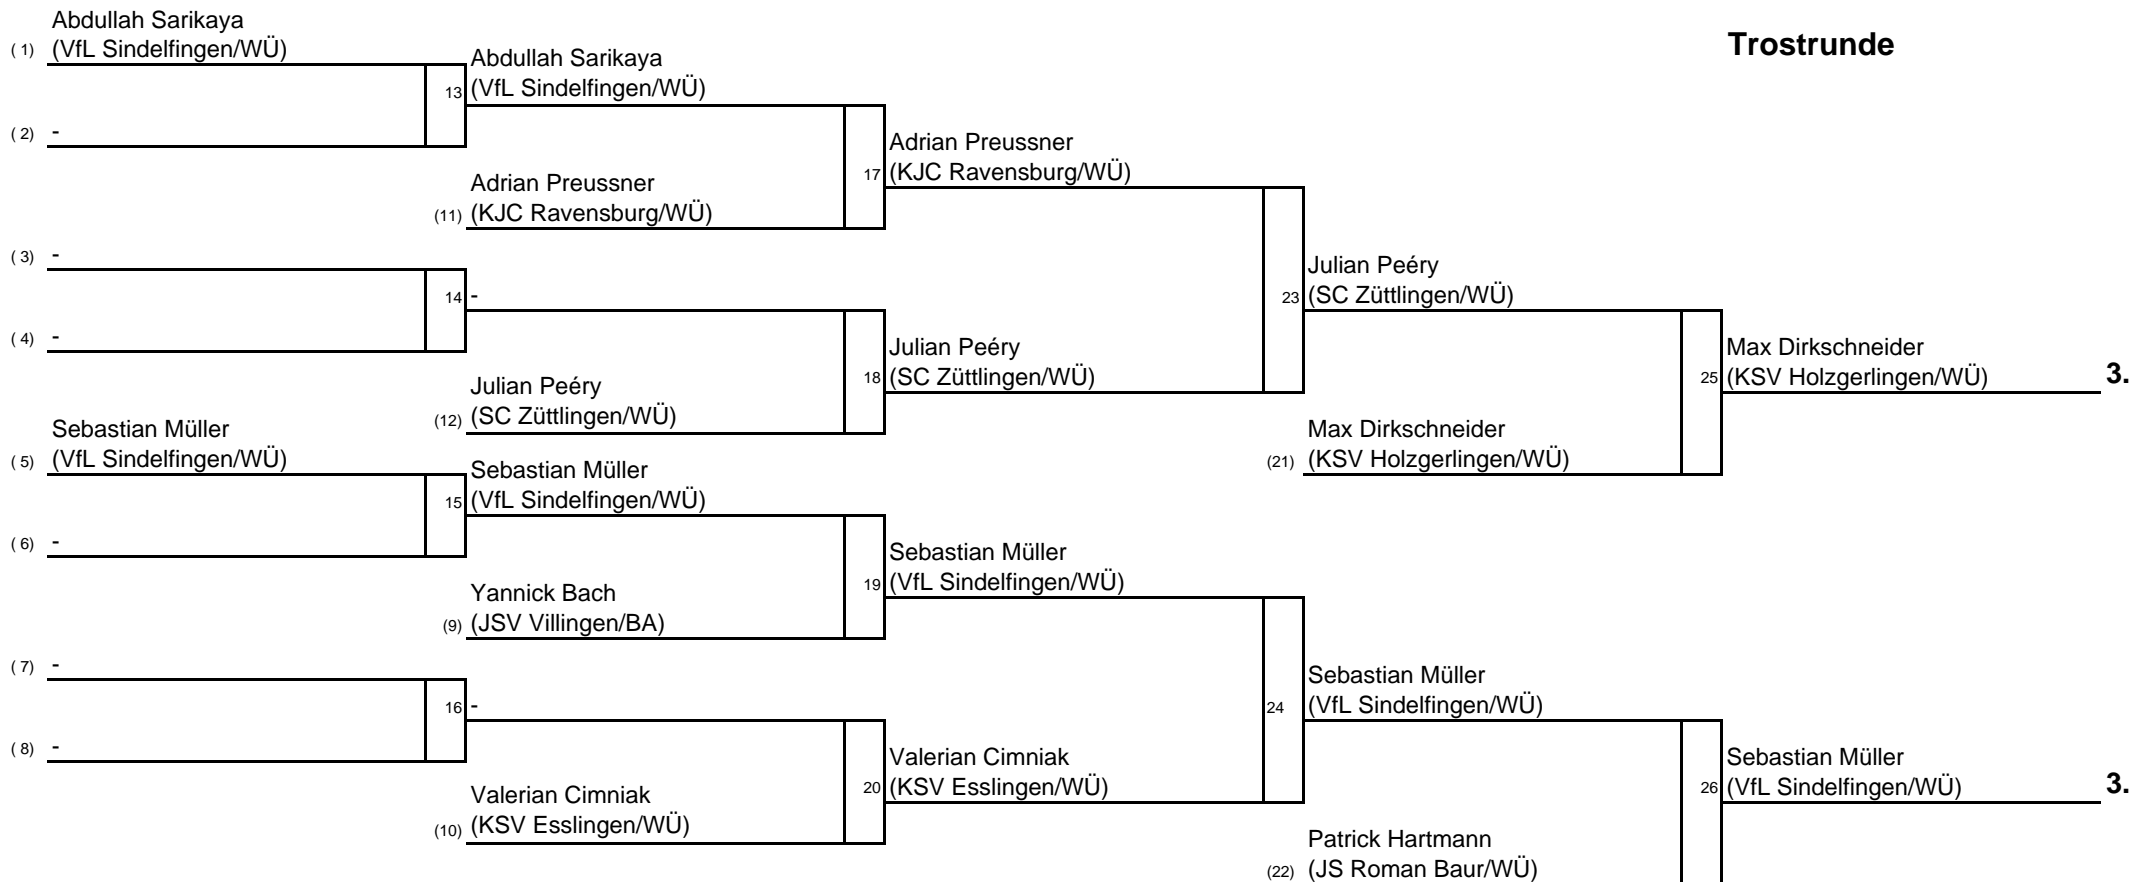 Abdullah Sarikaya
( 1) (VfL Sindelfingen/WÜ)
Trostrunde
Abdullah Sarikaya
13 (VfL Sindelfingen/WÜ)
( 2) -
Adrian Preussner
17 (KJC Ravensburg/WÜ)
Adrian Preussner
(11) (KJC Ravensburg/WÜ)
( 3) -
Julian Peéry
23 (SC Züttlingen/WÜ)
14 -
( 4) -
Julian Peéry
18 (SC Züttlingen/WÜ)
Max Dirkschneider
25 (KSV Holzgerlingen/WÜ) 3.
Julian Peéry
(12) (SC Züttlingen/WÜ)
Sebastian Müller
( 5) (VfL Sindelfingen/WÜ)
Max Dirkschneider
(21) (KSV Holzgerlingen/WÜ)
Sebastian Müller
15 (VfL Sindelfingen/WÜ)
( 6) -
Sebastian Müller
19 (VfL Sindelfingen/WÜ)
Yannick Bach
(9) (JSV Villingen/BA)
( 7) -
Sebastian Müller
24 (VfL Sindelfingen/WÜ)
16 -
( 8) -
Valerian Cimniak
20 (KSV Esslingen/WÜ)
Sebastian Müller
26 (VfL Sindelfingen/WÜ) 3.
Valerian Cimniak
(10) (KSV Esslingen/WÜ)
Patrick Hartmann
(22) (JS Roman Baur/WÜ)